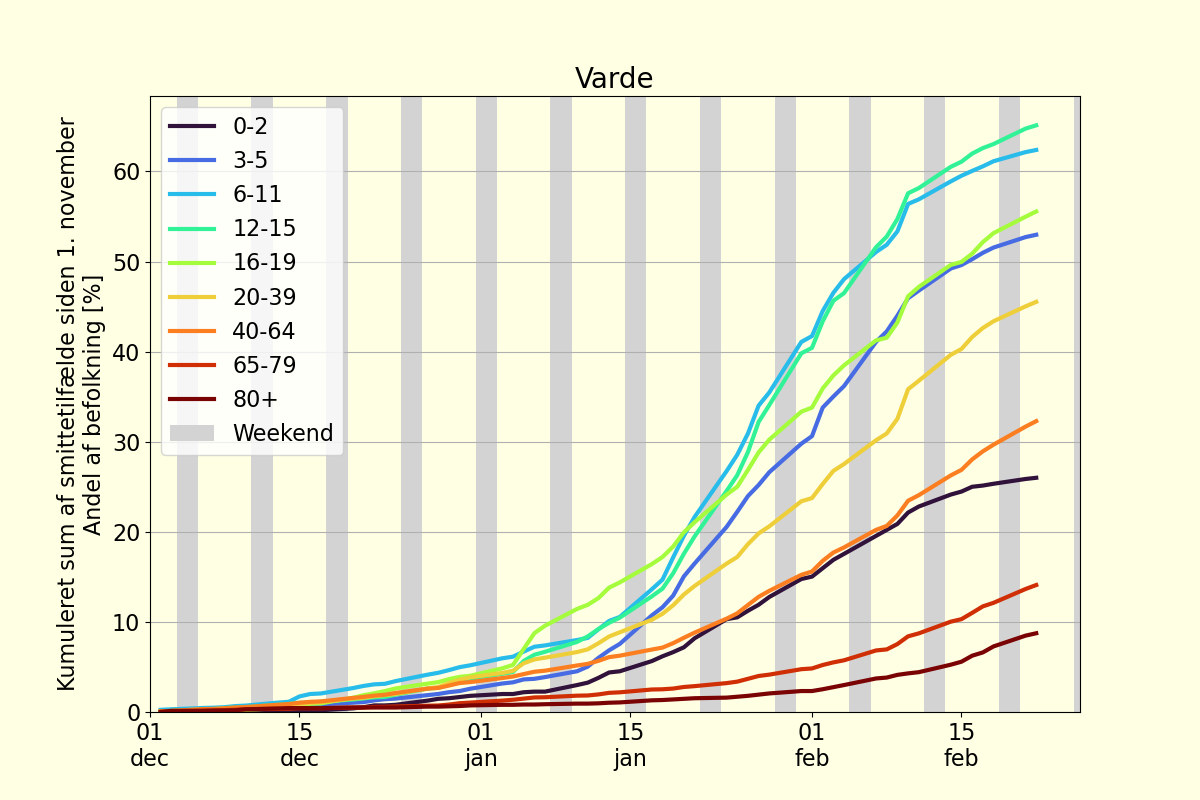 Varde
Kumuleret sum af smittetilfælde siden 1. november
Andel af befolkning [%]
60
50
40
30
20
10
0
0-2
3-5
6-11
12-15
16-19
20-39
40-64
65-79
80+
Weekend
01
dec
15
dec
01
jan
15
jan
01
feb
15
feb